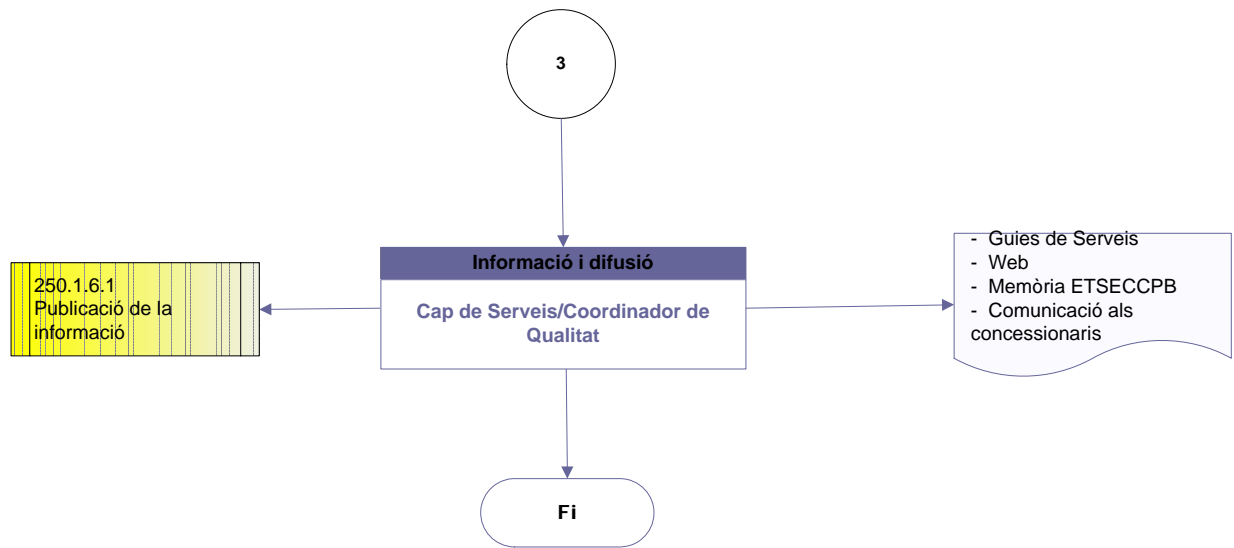 3
Informació i difusió
Cap de Serveis/Coordinador de
Qualitat
250.1.6.1
Publicació de la
informació
- Guies de Serveis
- Web
- Memòria ETSECCPB
- Comunicació als
concessionaris
Fi